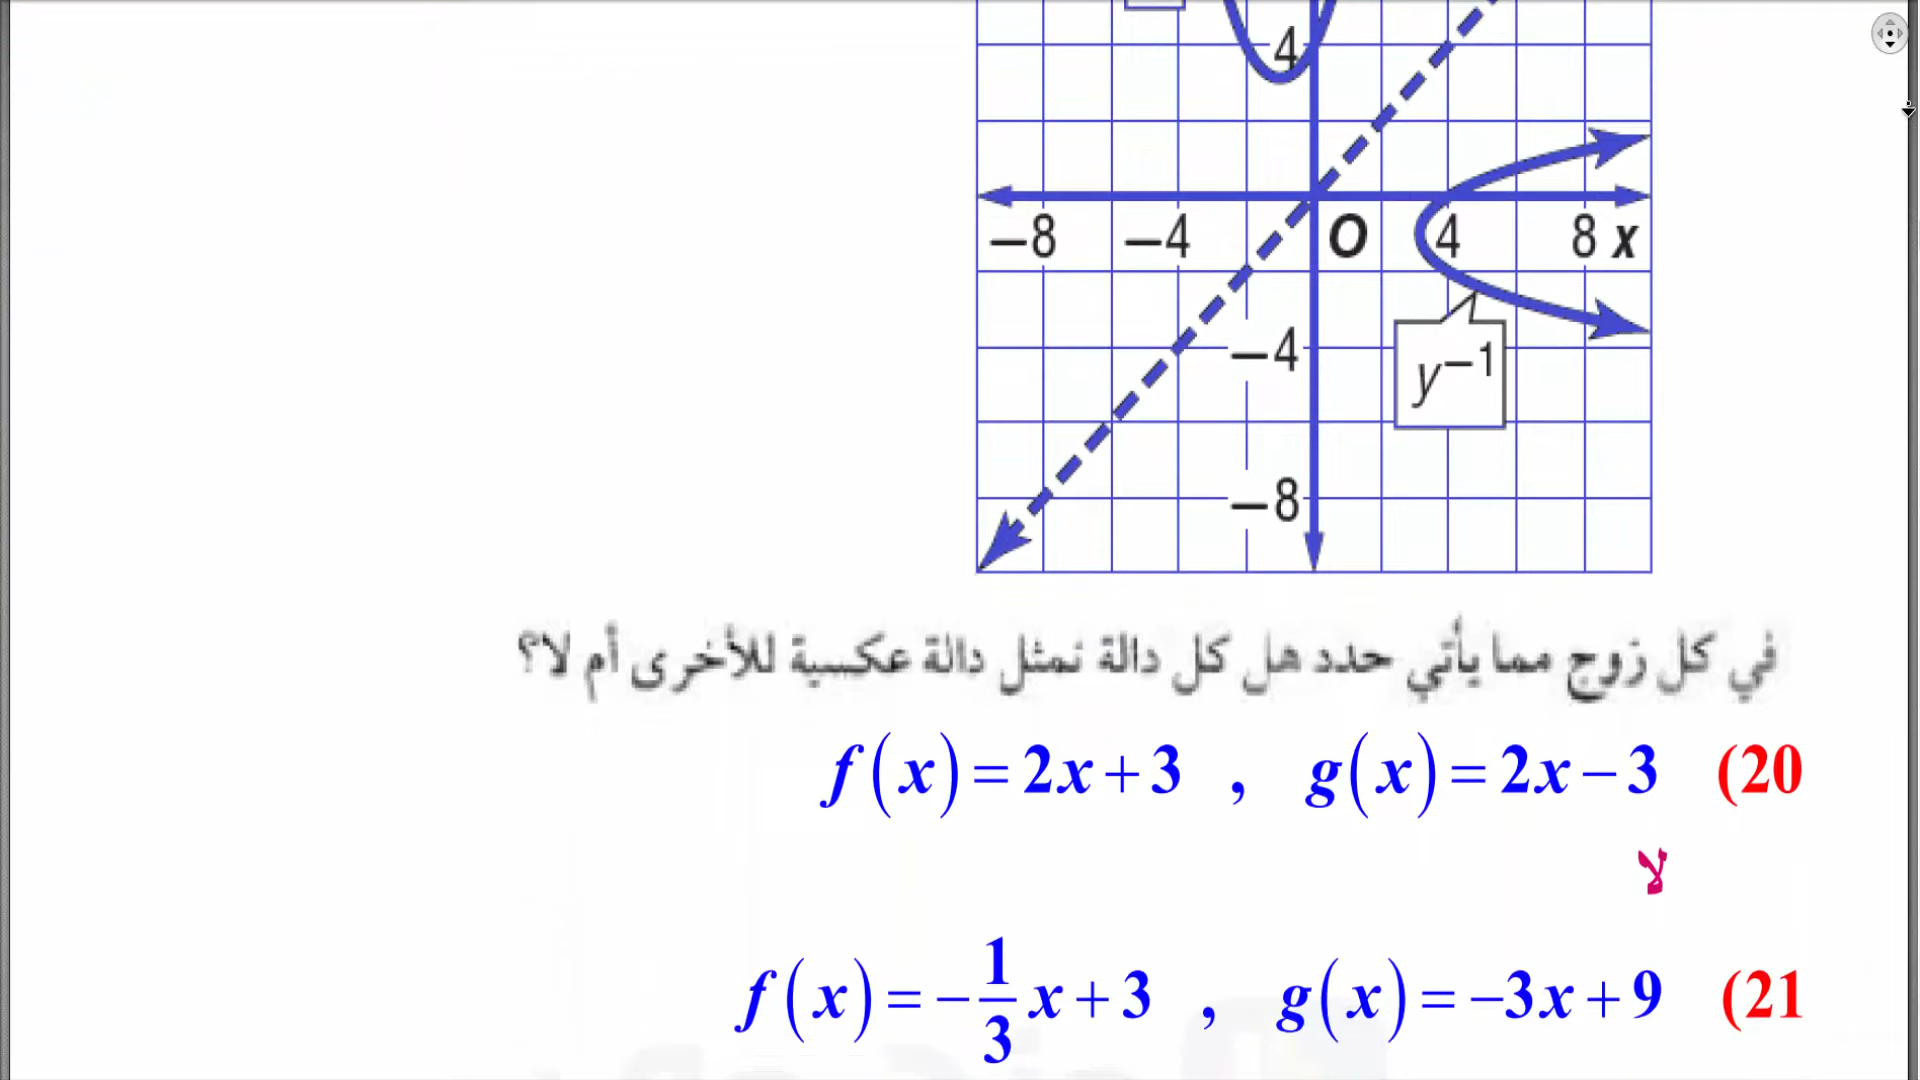 4
−8 −4 O 4 8 x
−4
y−1
−8
في كل زوج مما يأتي حدد هل كل دالة تمثل دالة عكسية للأخرى أم لا؟
f(x) = 2x + 3 , g(x) = 2x − 3 (20
لا
f(x) = −1/3 x + 3 , g(x) = −3x + 9 (21